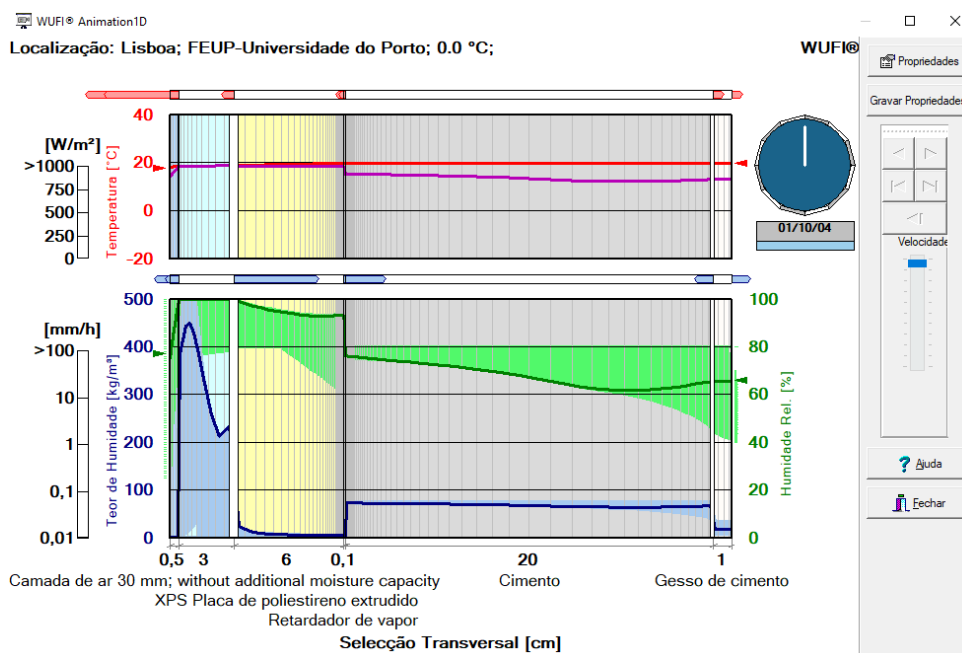 WUFI® Animation1D
Localização: Lisboa; FEUP-Universidade do Porto; 0.0 °C;
WUFI®
Propriedades
Gravar Propriedades
[W/m²]
>1000
750
500
250
0
Temperatura [°C]
40
20
0
-20
01/10/04
Velocidade
[mm/h]
>100
10
1
0,1
0,01
Teor de Humidade [kg/m³]
500
400
300
200
100
0
100
80
60
40
20
0
Humidade Rel. [%]
Ajuda
Fechar
0,5 3 6 0,1 20 1
Camada de ar 30 mm; without additional moisture capacity Cimento Gesso de cimento
XPS Placa de poliestireno extrudido
Retardador de vapor
Selecção Transversal [cm]